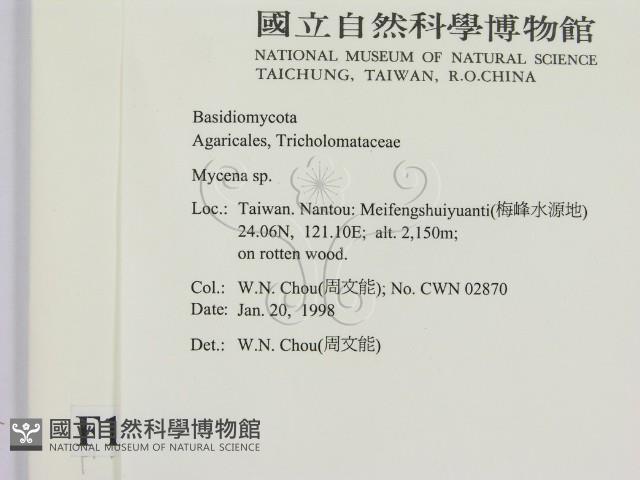 國立自然科學博物館
NATIONAL MUSEUM OF NATURAL SCIENCE
TAICHUNG, TAIWAN, R.O.CHINA
Basidiomycota
Agaricales, Tricholomataceae
Mycena sp.
Loc.: Taiwan. Nantou: Meifengshuiyuanti(梅峰水源地)
24.06N, 121.10E; alt. 2,150m;
on rotten wood.
Col.: W.N. Chou(周文能); No. CWN 02870
Date: Jan. 20, 1998
Det.: W.N. Chou(周文能)
F1
國立自然科學博物館
NATIONAL MUSEUM OF NATURAL SCIENCE